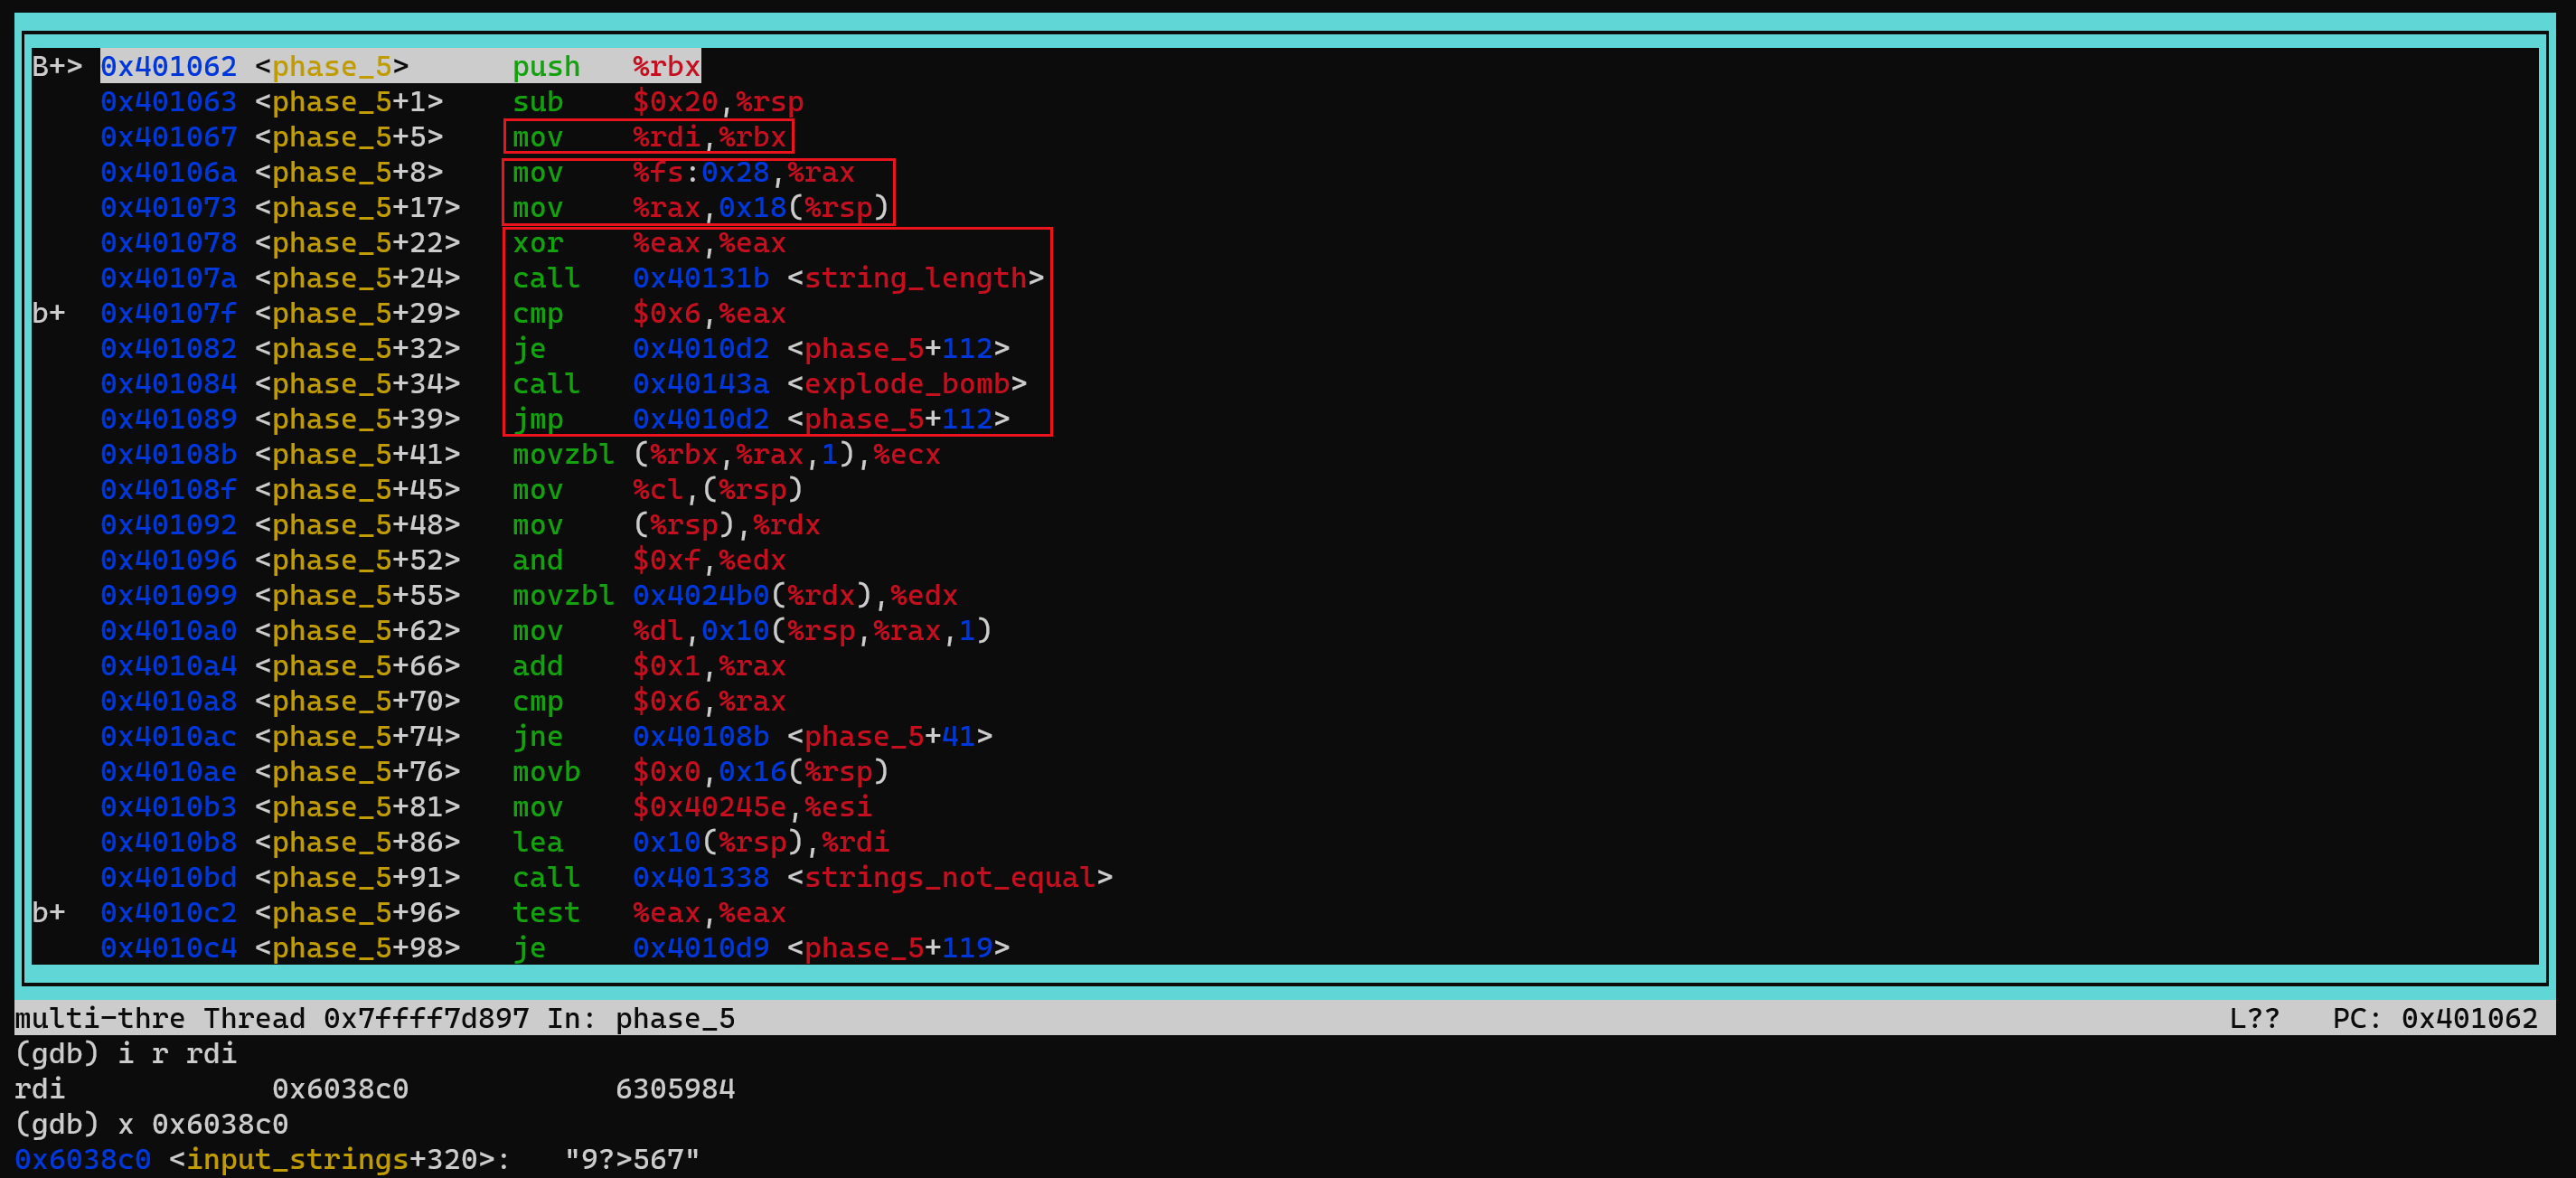 B+> 0x401062 <phase_5> push %rbx
0x401063 <phase_5+1> sub $0x20,%rsp
0x401067 <phase_5+5> mov %rdi,%rbx
0x40106a <phase_5+8> mov %fs:0x28,%rax
0x401073 <phase_5+17> mov %rax,0x18(%rsp)
0x401078 <phase_5+22> xor %eax,%eax
0x40107a <phase_5+24> call 0x40131b <string_length>
b+ 0x40107f <phase_5+29> cmp $0x6,%eax
0x401082 <phase_5+32> je 0x4010d2 <phase_5+112>
0x401084 <phase_5+34> call 0x40143a <explode_bomb>
0x401089 <phase_5+39> jmp 0x4010d2 <phase_5+112>
0x40108b <phase_5+41> movzbl (%rbx,%rax,1),%ecx
0x40108f <phase_5+45> mov %cl,(%rsp)
0x401092 <phase_5+48> mov (%rsp),%rdx
0x401096 <phase_5+52> and $0xf,%edx
0x401099 <phase_5+55> movzbl 0x4024b0(%rdx),%edx
0x4010a0 <phase_5+62> mov %dl,0x10(%rsp,%rax,1)
0x4010a4 <phase_5+66> add $0x1,%rax
0x4010a8 <phase_5+70> cmp $0x6,%rax
0x4010ac <phase_5+74> jne 0x40108b <phase_5+41>
0x4010ae <phase_5+76> movb $0x0,0x16(%rsp)
0x4010b3 <phase_5+81> mov $0x40245e,%esi
0x4010b8 <phase_5+86> lea 0x10(%rsp),%rdi
0x4010bd <phase_5+91> call 0x401338 <strings_not_equal>
b+ 0x4010c2 <phase_5+96> test %eax,%eax
0x4010c4 <phase_5+98> je 0x4010d9 <phase_5+119>
multi-thre Thread 0x7ffff7d897 In: phase_5 L?? PC: 0x401062
(gdb) i r rdi
rdi 0x6038c0 6305984
(gdb) x 0x6038c0
0x6038c0 <input_strings+320>: "9?>567"